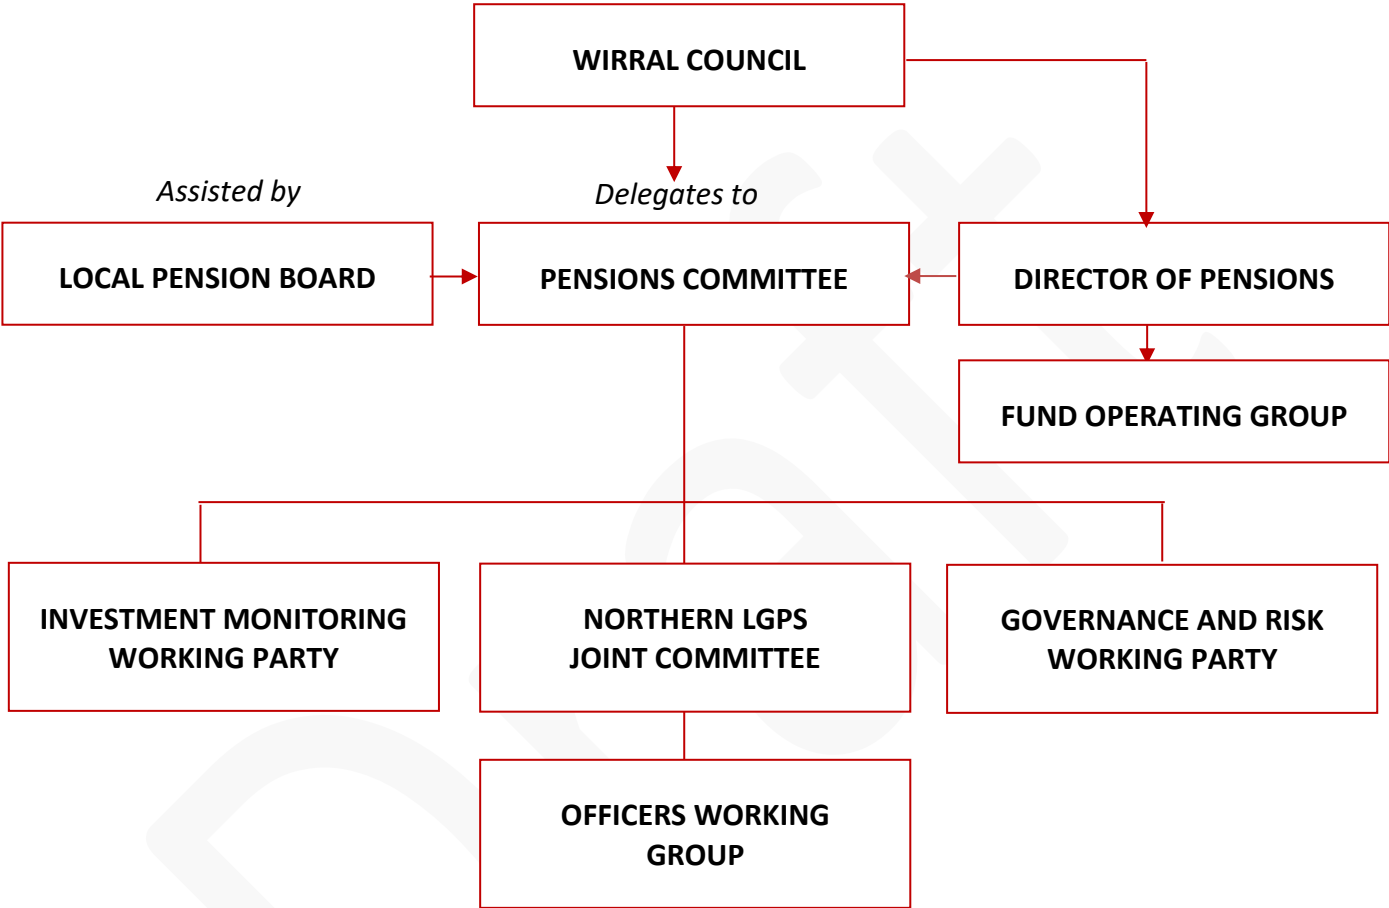 WIRRAL COUNCIL
Assisted by
Delegates to
LOCAL PENSION BOARD
PENSIONS COMMITTEE
DIRECTOR OF PENSIONS
FUND OPERATING GROUP
INVESTMENT MONITORING
WORKING PARTY
NORTHERN LGPS
JOINT COMMITTEE
GOVERNANCE AND RISK
WORKING PARTY
OFFICERS WORKING
GROUP
Draft